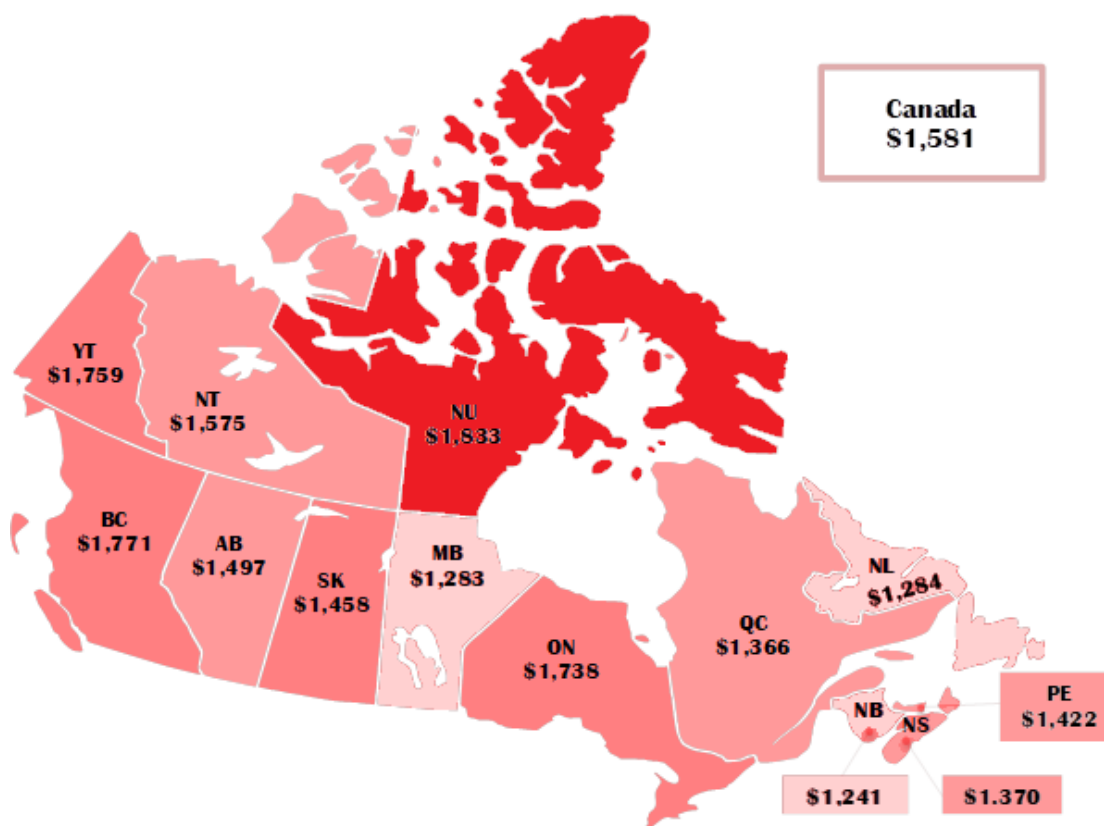 Canada
$1,581
YT
$1,759
NT
$1,575
NU
$1,833
BC
$1,771
AB
$1,497
SK
$1,458
MB
$1,283
ON
$1,738
QC
$1,366
NL
$1,284
PE
$1,422
NB
NS
$1,241
$1.370